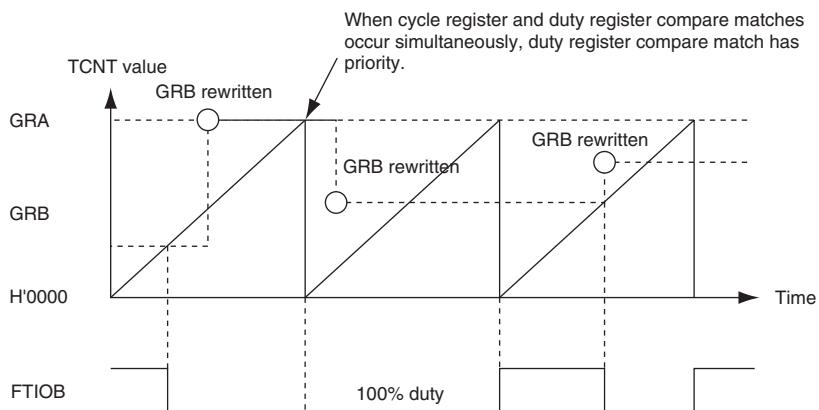 When cycle register and duty register compare matches
occur simultaneously, duty register compare match has
priority.
TCNT value
GRB rewritten
GRA
GRB rewritten
GRB rewritten
GRB
H'0000
Time
FTIOB
100% duty